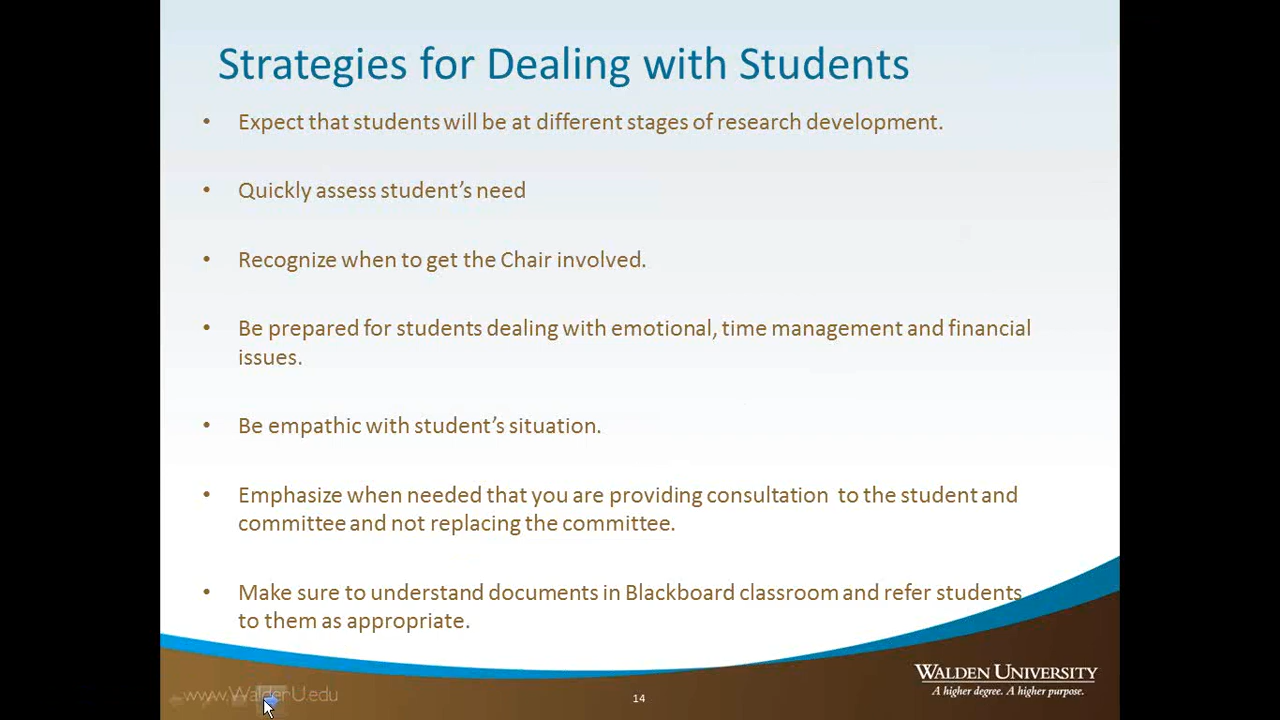 Strategies for Dealing with Students
• Expect that students will be at different stages of research development.
• Quickly assess student’s need
• Recognize when to get the Chair involved.
• Be prepared for students dealing with emotional, time management and financial
issues.
• Be empathic with student’s situation.
• Emphasize when needed that you are providing consultation  to the student and
committee and not replacing the committee.
• Make sure to understand documents in Blackboard classroom and refer students
to them as appropriate.
WALDEN UNIVERSITY
A higher degree. A higher purpose.
www.WaldenU.edu
14